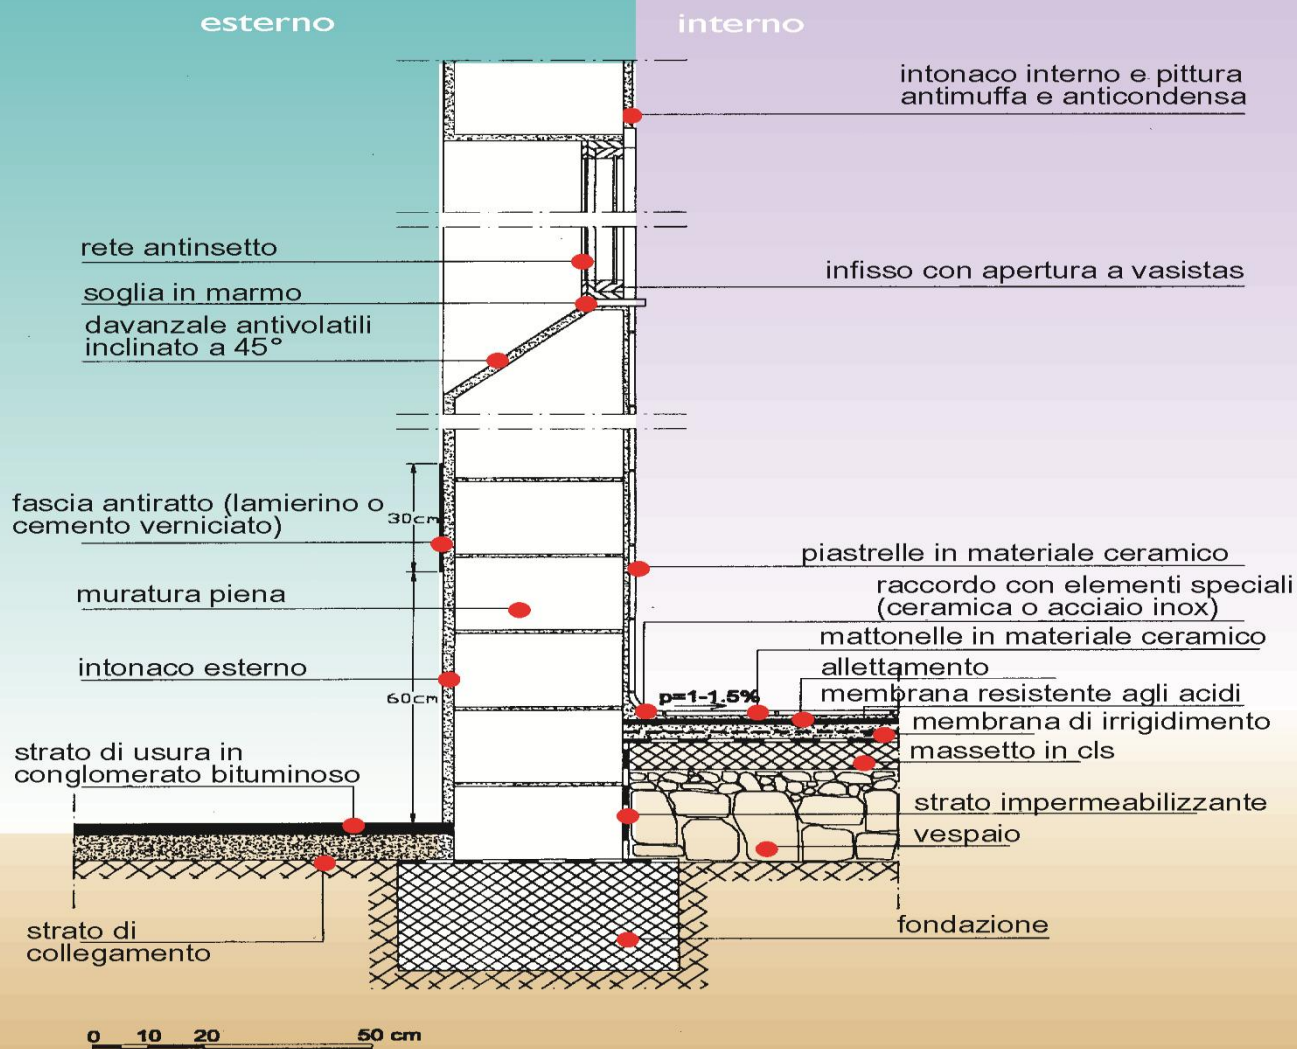 esterno
interno
intonaco interno e pittura
antimuffa e anticondensa
rete antinsetto
infisso con apertura a vasistas
soglia in marmo
davanzale antivolatili
inclinato a 45°
fascia antiratto (lamierino o
cemento verniciato)
30cm
muratura piena
intonaco esterno
60cm
strato di usura in
conglomerato bituminoso
strato di
collegamento
piastrelle in materiale ceramico
raccordo con elementi speciali
(ceramica o acciaio inox)
mattonelle in materiale ceramico
allettamento
p=1-1.5%
membrana resistente agli acidi
membrana di irrigidimento
massetto in cls
strato impermeabilizzante
vespaio
fondazione
0 10 20 50 cm